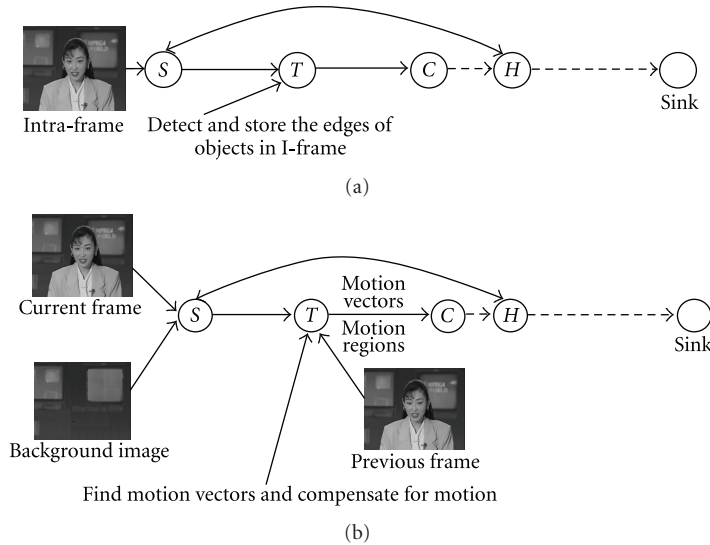 S
T
C
H
Sink
Intra-frame
Detect and store the edges of
objects in I-frame
(a)
Current frame
Motion
vectors
S
T
C
H
Motion
regions
Sink
Background image
Previous frame
Find motion vectors and compensate for motion
(b)